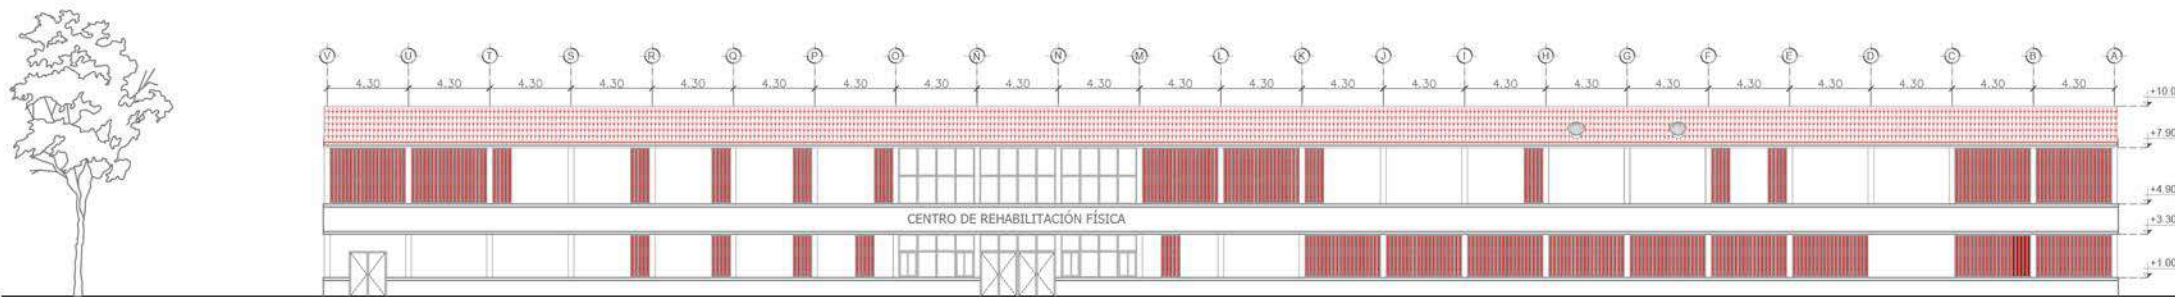 V U T S R Q P O Ñ N M L K J I H G F E D C B A
4.30 4.30 4.30 4.30 4.30 4.30 4.30 4.30 4.30 4.30 4.30 4.30 4.30 4.30 4.30 4.30 4.30 4.30 4.30 4.30 4.30 4.30
+10.0
+7.90
+4.90
CENTRO DE REHABILITACIÓN FÍSICA
+3.30
+1.00